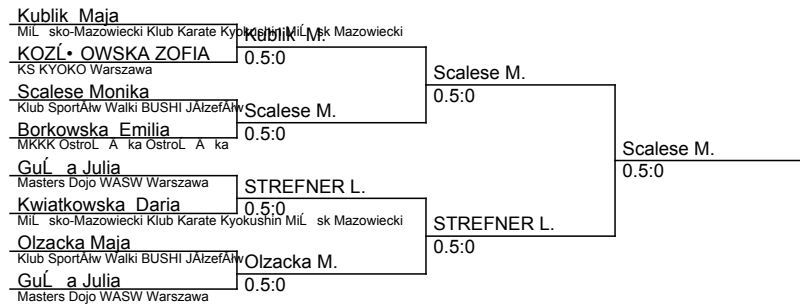 Kublik Maja
MiĹ sko-Mazowiecki Klub Karate Kyokushin MiĹ sk Mazowiecki
Kublik M.
KOZĹ• OWSKA ZOFIA
0.5:0
KS KYOKO Warszawa
Scalese M.
0.5:0
Scalese Monika
Klub SportĂłw Walki BUSHI JĂłzefĂłw
Scalese M.
Borkowska Emilia
0.5:0
MKKK OstroĹ Ä ka OstroĹ Ä ka
Scalese M.
0.5:0
GuĹ a Julia
Masters Dojo WASW Warszawa
STREFNER L.
Kwiatkowska Daria
0.5:0
MiĹ sko-Mazowiecki Klub Karate Kyokushin MiĹ sk Mazowiecki
STREFNER L.
0.5:0
Olzacka Maja
Klub SportĂłw Walki BUSHI JĂłzefĂłw
Olzacka M.
GuĹ a Julia
0.5:0
Masters Dojo WASW Warszawa